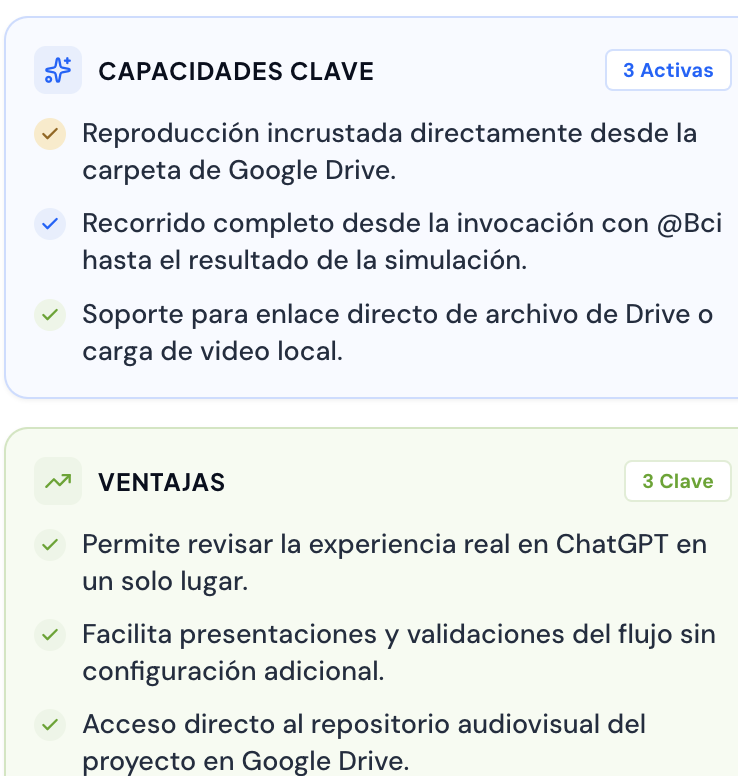 CAPACIDADES CLAVE
3 Activas
Reproducción incrustada directamente desde la
carpeta de Google Drive.
Recorrido completo desde la invocación con @Bci
hasta el resultado de la simulación.
Soporte para enlace directo de archivo de Drive o
carga de video local.
VENTAJAS
3 Clave
Permite revisar la experiencia real en ChatGPT en
un solo lugar.
Facilita presentaciones y validaciones del flujo sin
configuración adicional.
Acceso directo al repositorio audiovisual del
proyecto en Google Drive.